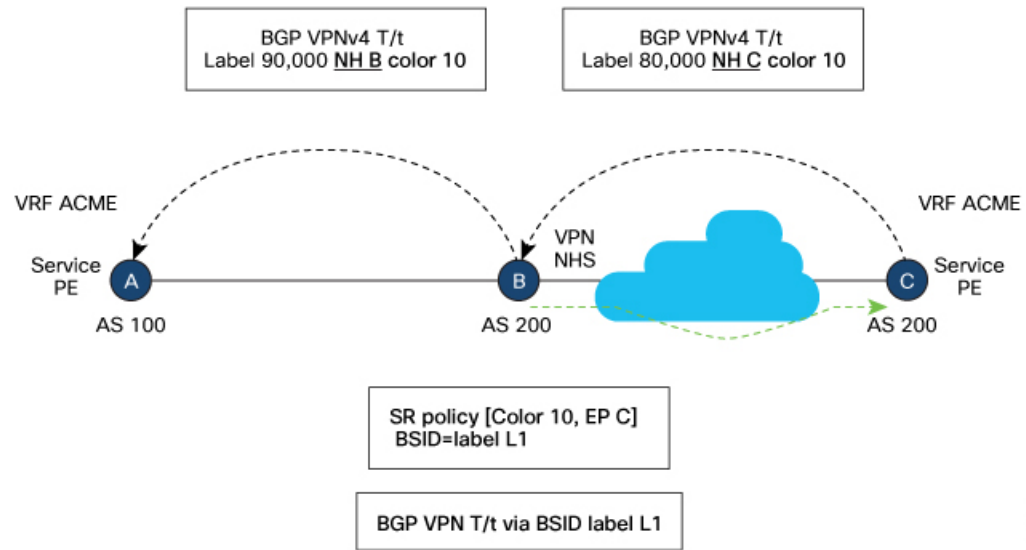 BGP VPNv4 T/t
Label 90,000 NH B color 10
BGP VPNv4 T/t
Label 80,000 NH C color 10
VRF ACME
VRF ACME
VPN
NHS
Service
PE
A
B
C
Service
PE
AS 100
AS 200
AS 200
SR policy [Color 10, EP C]
BSID=label L1
BGP VPN T/t via BSID label L1